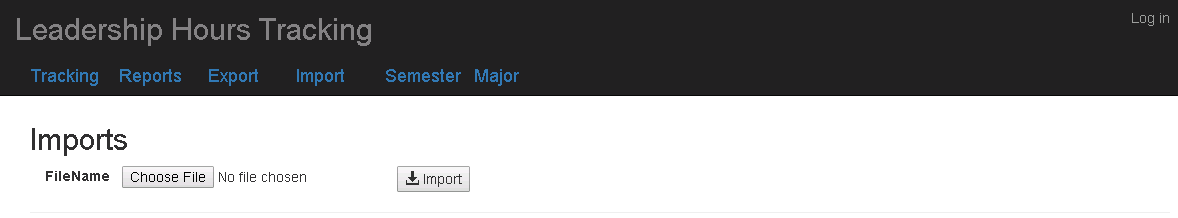 Log in
Leadership Hours Tracking
Tracking Reports Export Import Semester Major
Imports
FileName Choose File No file chosen Import